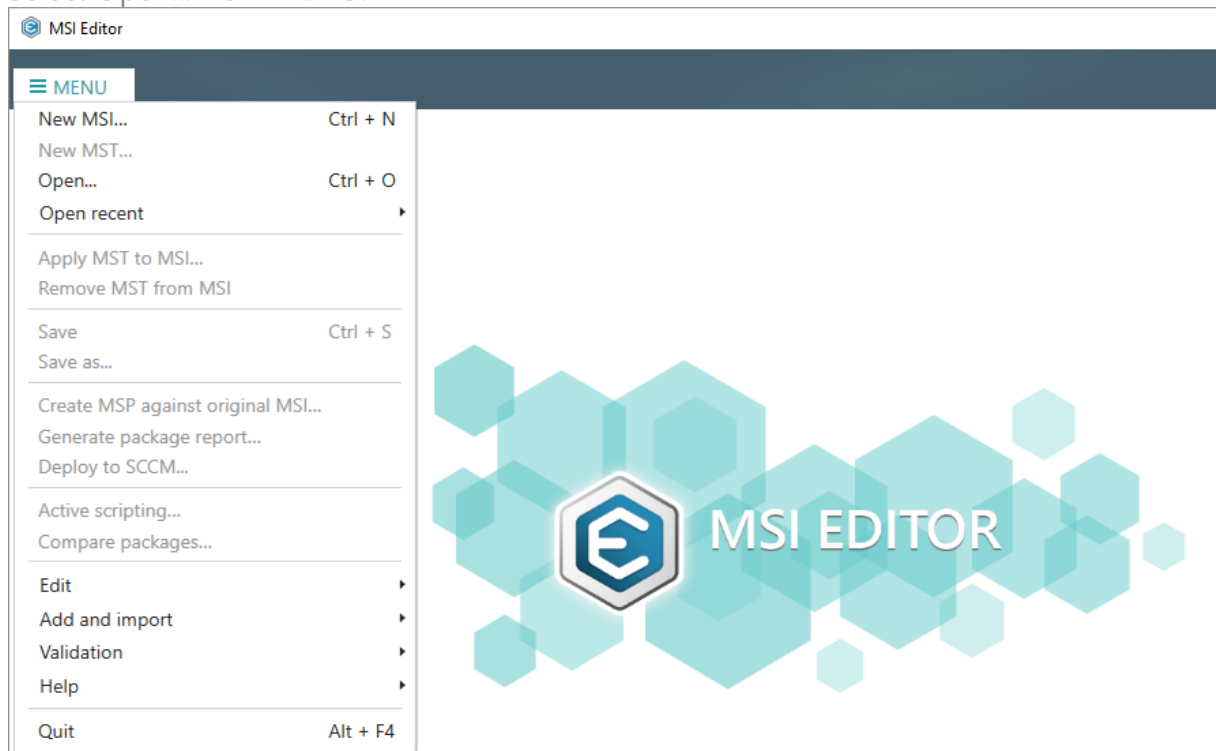 MSI Editor
MENU
New MSI... Ctrl + N
New MST...
Open... Ctrl + O
Open recent
Apply MST to MSI...
Remove MST from MSI
Save Ctrl + S
Save as...
Create MSP against original MSI...
Generate package report...
Deploy to SCCM...
Active scripting...
Compare packages...
Edit
Add and import
Validation
Help
Quit Alt + F4
MSI EDITOR